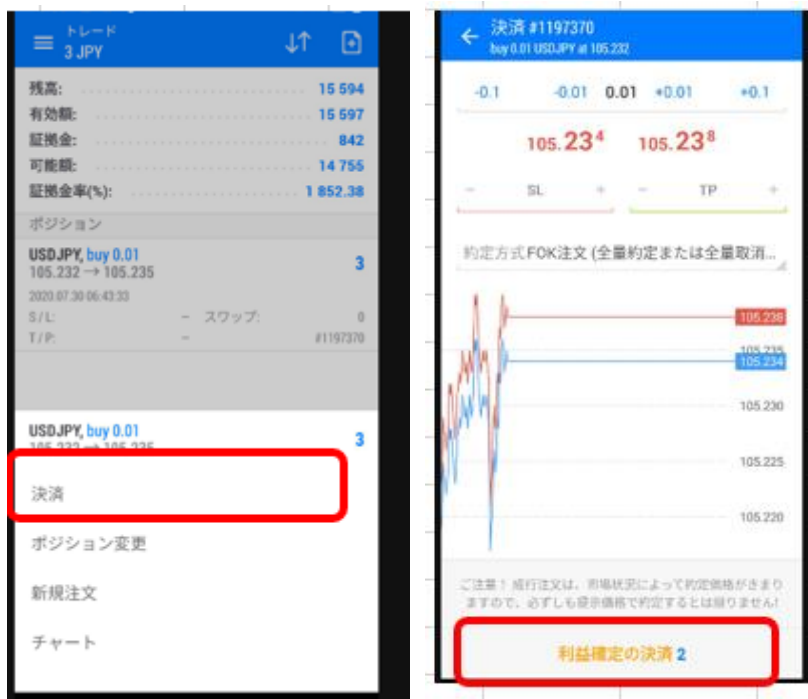 トレード
3 JPY
残高: 15 594
有効額: 15 597
証拠金: 842
可能額: 14 755
証拠金率(%): 1 852.38
ポジション
USDJPY, buy 0.01
105.232 → 105.235
3
2020.07.30 06:43:33
S/L: – スワップ: 0
T/P: – #1197370
USDJPY, buy 0.01
105.232 → 105.235
3
決済
ポジション変更
新規注文
チャート
決済 #1197370
buy 0.01 USDJPY at 105.232
-0.1 -0.01 0.01 +0.01 +0.1
105.234 105.238
− SL + − TP +
約定方式 FOK注文 (全量約定または全量取消...
105.238
105.235
105.234
105.230
105.225
105.220
ご注意！成行注文は、市場状況によって約定価格がきまり
ますので、必ずしも提示価格で約定するとは限りません!
利益確定の決済 2